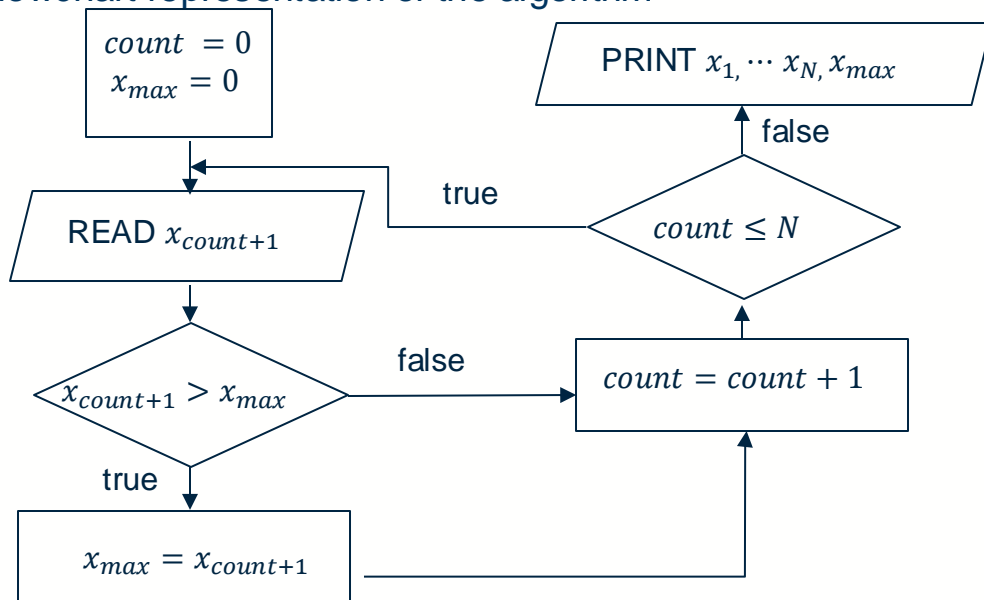 count = 0
x_max = 0
READ x_count+1
x_count+1 > x_max
true
x_max = x_count+1
false
count = count + 1
count ≤ N
true
false
PRINT x_1, ⋯ x_N, x_max